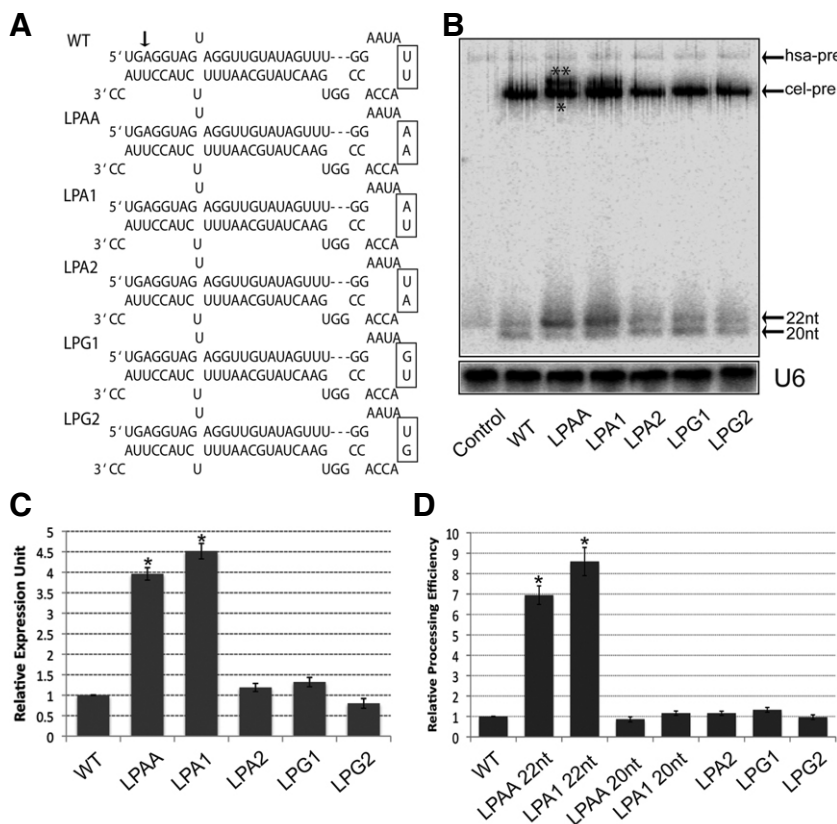 A
WT
U AAUA
5' UGAGGUAG AGGUUGUAUAGUUU---GG U
AUUCCAUC UUUAACGUAUCAAG CC U
3' CC U UGG ACCA
LPAA
U AAUA
5' UGAGGUAG AGGUUGUAUAGUUU---GG A
AUUCCAUC UUUAACGUAUCAAG CC A
3' CC U UGG ACCA
LPA1
U AAUA
5' UGAGGUAG AGGUUGUAUAGUUU---GG A
AUUCCAUC UUUAACGUAUCAAG CC U
3' CC U UGG ACCA
LPA2
U AAUA
5' UGAGGUAG AGGUUGUAUAGUUU---GG U
AUUCCAUC UUUAACGUAUCAAG CC A
3' CC U UGG ACCA
LPG1
U AAUA
5' UGAGGUAG AGGUUGUAUAGUUU---GG G
AUUCCAUC UUUAACGUAUCAAG CC U
3' CC U UGG ACCA
LPG2
U AAUA
5' UGAGGUAG AGGUUGUAUAGUUU---GG U
AUUCCAUC UUUAACGUAUCAAG CC G
3' CC U UGG ACCA
B
hsa-pre
cel-pre
**
*
22nt
20nt
U6
Control WT LPAA LPA1 LPA2 LPG1 LPG2
C
Relative Expression Unit
5
4.5
4
3.5
3
2.5
2
1.5
1
0.5
0
* *
WT LPAA LPA1 LPA2 LPG1 LPG2
D
Relative Processing Efficiency
10
9
8
7
6
5
4
3
2
1
0
* *
WT LPAA 22nt LPA1 22nt LPAA 20nt LPA1 20nt LPA2 LPG1 LPG2